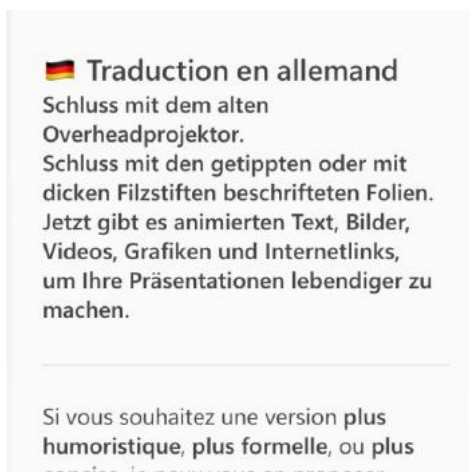 🇩🇪 Traduction en allemand
Schluss mit dem alten
Overheadprojektor.
Schluss mit den getippten oder mit
dicken Filzstiften beschrifteten Folien.
Jetzt gibt es animierten Text, Bilder,
Videos, Grafiken und Internetlinks,
um Ihre Präsentationen lebendiger zu
machen.
Si vous souhaitez une version plus
humoristique, plus formelle, ou plus